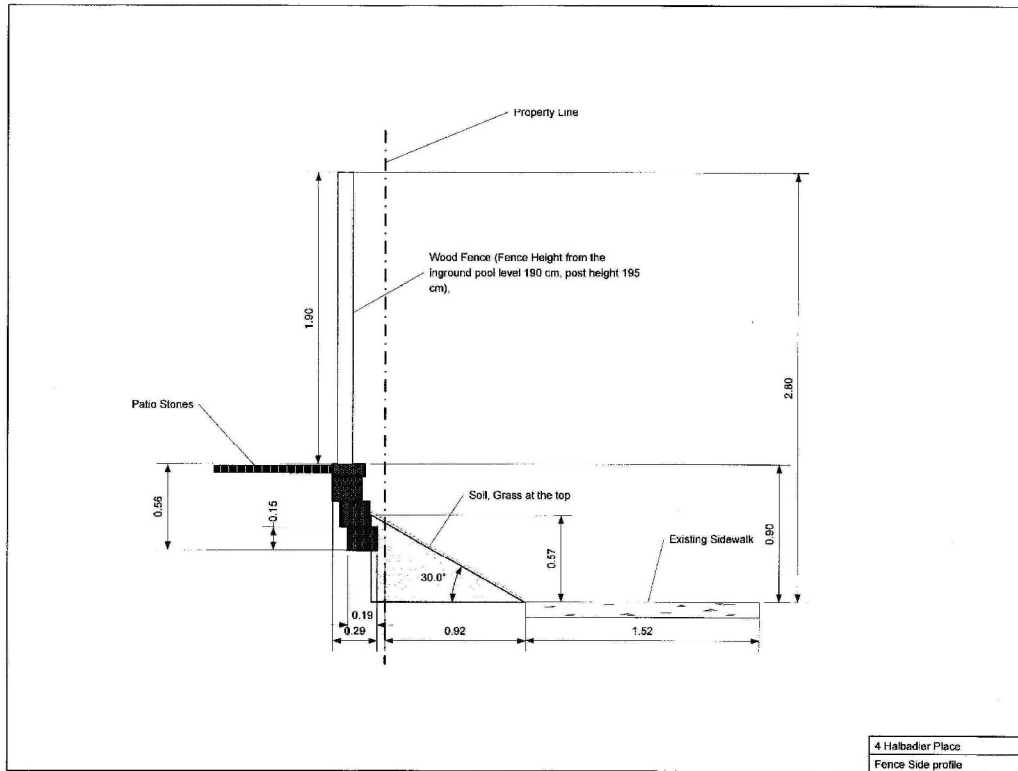 Property Line
Wood Fence (Fence Height from the
inground pool level 190 cm, post height 195
cm),
1.90
2.80
Patio Stones
0.56
0.15
Soil, Grass at the top
0.57
0.90
Existing Sidewalk
30.0°
0.19
0.29
0.92
1.52
4 Halbadier Place
Fence Side profile